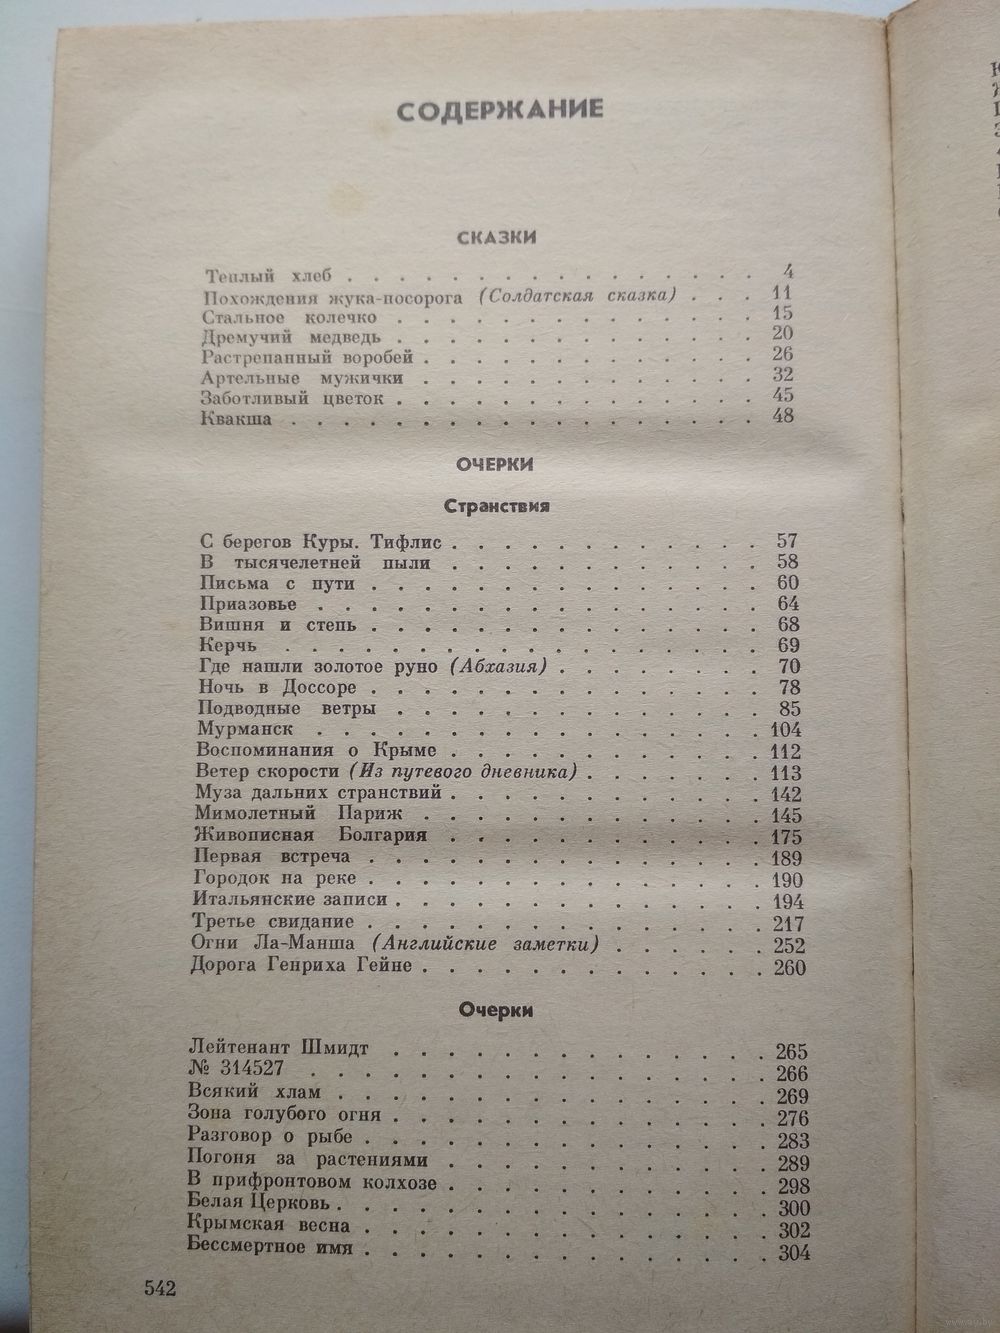 СОДЕРЖАНИЕ
СКАЗКИ
Теплый хлеб . . . . . . . . . . . . . . . . 4
Похождения жука-носорога (Солдатская сказка) . . . 11
Стальное колечко . . . . . . . . . . . . . . 15
Дремучий медведь . . . . . . . . . . . . . . 20
Растрепанный воробей . . . . . . . . . . . . . 26
Артельные мужички . . . . . . . . . . . . . 32
Заботливый цветок . . . . . . . . . . . . . . 45
Квакша . . . . . . . . . . . . . . . . . . 48
ОЧЕРКИ
Странствия
С берегов Куры. Тифлис . . . . . . . . . . . . 57
В тысячелетней пыли . . . . . . . . . . . . 58
Письма с пути . . . . . . . . . . . . . . . 60
Приазовье . . . . . . . . . . . . . . . . . 64
Вишня и степь . . . . . . . . . . . . . . . 68
Керчь . . . . . . . . . . . . . . . . . . 69
Где нашли золотое руно (Абхазия) . . . . . . . . 70
Ночь в Доссоре . . . . . . . . . . . . . . . 78
Подводные ветры . . . . . . . . . . . . . . 85
Мурманск . . . . . . . . . . . . . . . . . 104
Воспоминания о Крыме . . . . . . . . . . . . 112
Ветер скорости (Из путевого дневника) . . . . . . . 113
Муза дальних странствий . . . . . . . . . . . . 142
Мимолетный Париж . . . . . . . . . . . . . 145
Живописная Болгария . . . . . . . . . . . . 175
Первая встреча . . . . . . . . . . . . . . . 189
Городок на реке . . . . . . . . . . . . . . . 190
Итальянские записи . . . . . . . . . . . . . . 194
Третье свидание . . . . . . . . . . . . . . . 217
Огни Ла-Манша (Английские заметки) . . . . . . 252
Дорога Генриха Гейне . . . . . . . . . . . . . 260
Очерки
Лейтенант Шмидт . . . . . . . . . . . . . . 265
№ 314527 . . . . . . . . . . . . . . . . . 266
Всякий хлам . . . . . . . . . . . . . . . . 269
Зона голубого огня . . . . . . . . . . . . . . 276
Разговор о рыбе . . . . . . . . . . . . . . . 283
Погоня за растениями . . . . . . . . . . . . 289
В прифронтовом колхозе . . . . . . . . . . . . 298
Белая Церковь . . . . . . . . . . . . . . . . 300
Крымская весна . . . . . . . . . . . . . . . 302
Бессмертное имя . . . . . . . . . . . . . . . 304
542